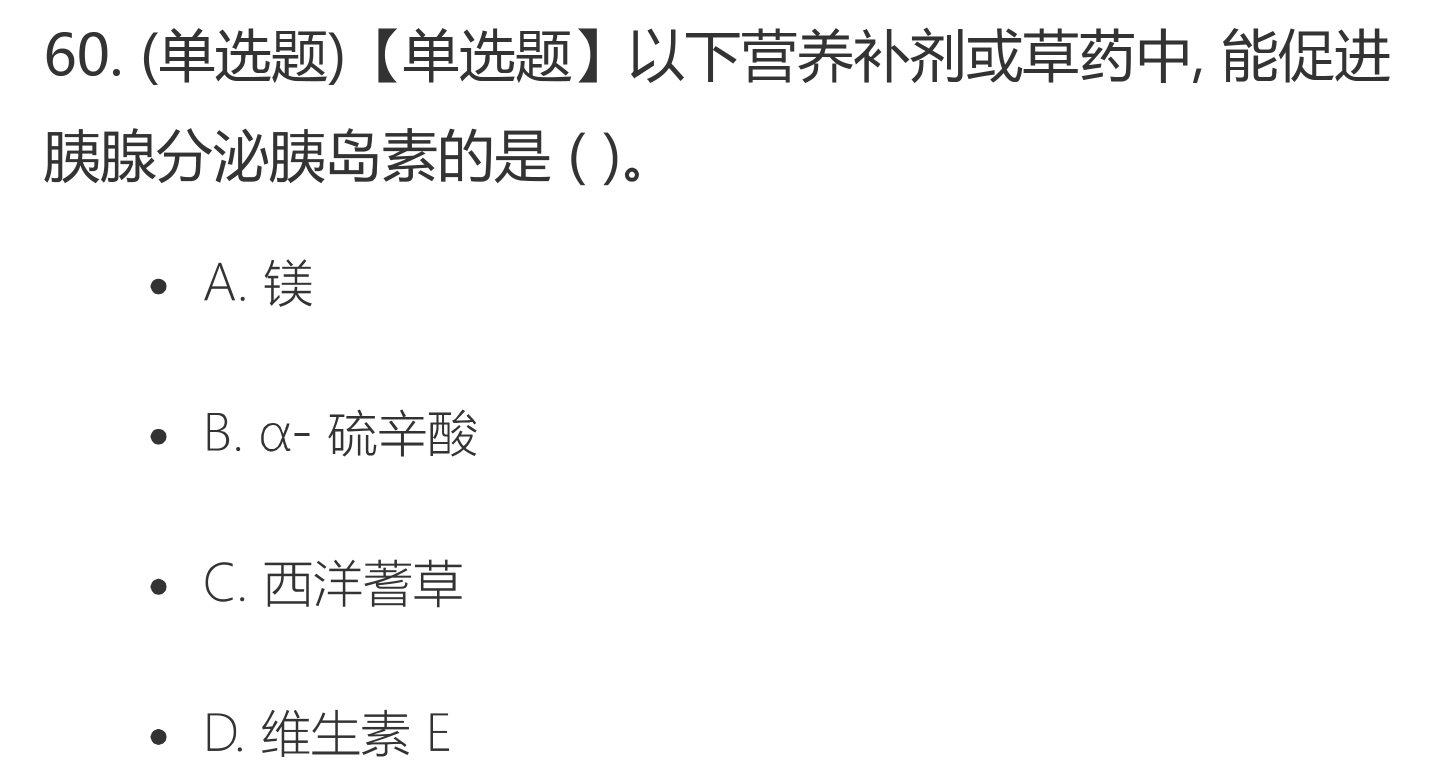 60. (单选题)【单选题】以下营养补剂或草药中, 能促进
胰腺分泌胰岛素的是 ( )。
A. 镁
B. α- 硫辛酸
C. 西洋蓍草
D. 维生素 E